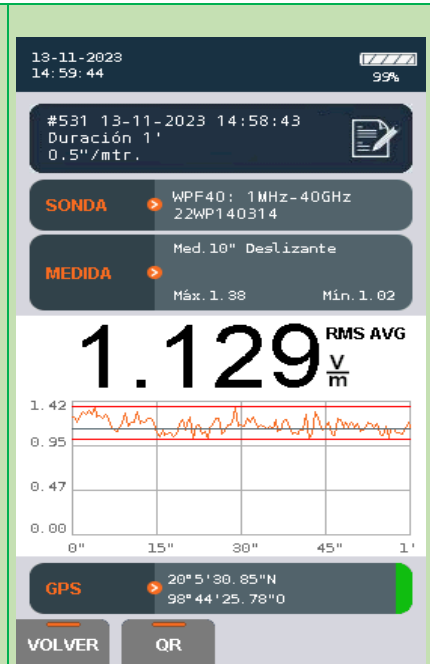 13-11-2023
14:59:44
99%
#531 13-11-2023 14:58:43
Duración 1'
0.5"/mtr.
SONDA
WPF40: 1MHz-40GHz
22WP140314
MEDIDA
Med.10" Deslizante
Máx.1.38 Mín.1.02
1.129 RMS AVG
V/m
1.42
0.95
0.47
0.00
0" 15" 30" 45" 1'
GPS
20°5'30.85"N
98°44'25.78"O
VOLVER QR